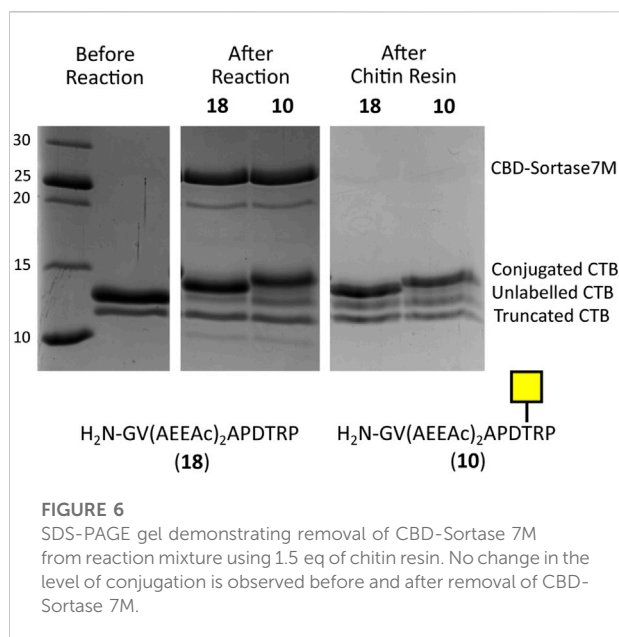 Before
Reaction
After
Reaction
After
Chitin Resin
18
10
18
10
30
25
20
15
10
CBD-Sortase7M
Conjugated CTB
Unlabelled CTB
Truncated CTB
H₂N-GV(AEEAc)₂APDTRP
(18)
H₂N-GV(AEEAc)₂APDTRP
(10)
FIGURE 6
SDS-PAGE gel demonstrating removal of CBD-Sortase 7M
from reaction mixture using 1.5 eq of chitin resin. No change in the
level of conjugation is observed before and after removal of CBD-
Sortase 7M.